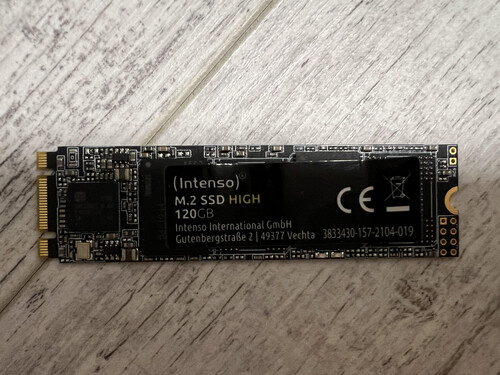 (Intenso)®
M.2 SSD HIGH
120GB
Intenso International GmbH
Gutenbergstraße 2 | 49377 Vechta 3833430-157-2104-019
CE